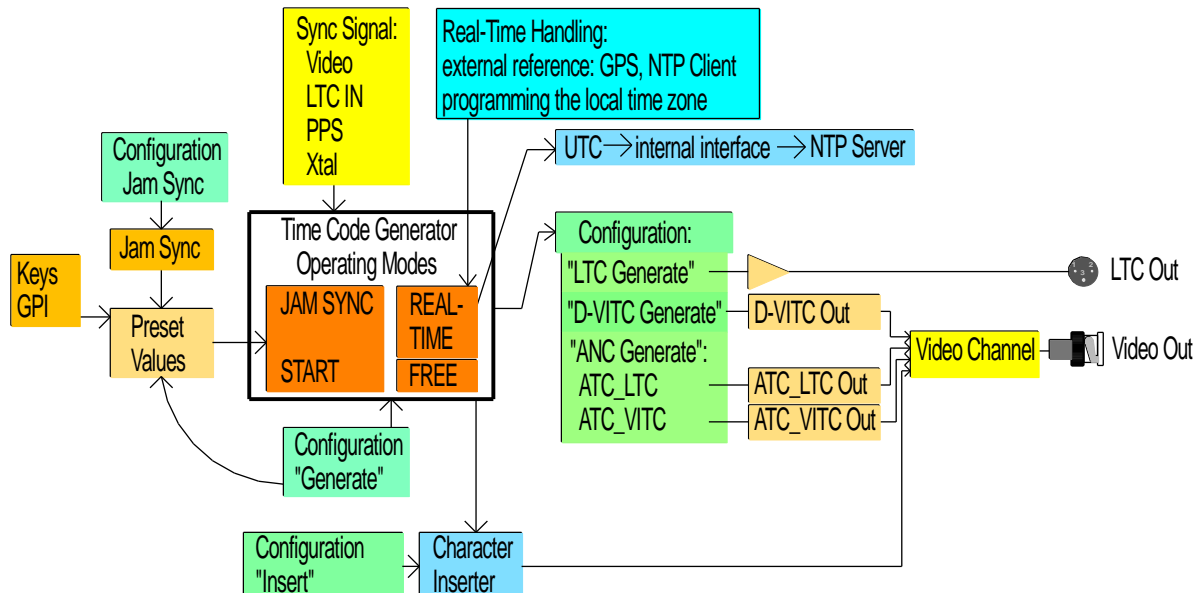 Sync Signal:
Video
LTC IN
PPS
Xtal
Real-Time Handling:
external reference: GPS, NTP Client
programming the local time zone
UTC → internal interface → NTP Server
Configuration
Jam Sync
Jam Sync
Keys
GPI
Preset
Values
Time Code Generator
Operating Modes
JAM SYNC
START
REAL-
TIME
FREE
Configuration
"Generate"
Configuration:
"LTC Generate"
"D-VITC Generate"
"ANC Generate":
ATC_LTC
ATC_VITC
D-VITC Out
ATC_LTC Out
ATC_VITC Out
1 2
3
LTC Out
Video Channel
Video Out
Configuration
"Insert"
Character
Inserter